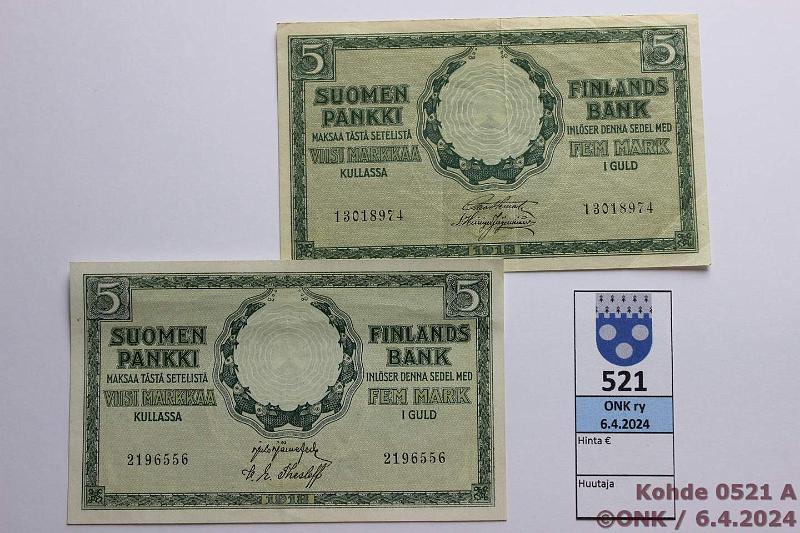 5 5
SUOMEN
PANKKI
MAKSAA TÄSTÄ SETELISTÄ
VIISI MARKKAA
KULLASSA
FINLANDS
BANK
INLÖSER DENNA SEDEL MED
FEM MARK
I GULD
13018974 13018974
1918
5 5
SUOMEN
PANKKI
MAKSAA TÄSTÄ SETELISTÄ
VIISI MARKKAA
KULLASSA
FINLANDS
BANK
INLÖSER DENNA SEDEL MED
FEM MARK
I GULD
2196556 2196556
1918
521
ONK ry
6.4.2024
Hinta €
Huutaja
Kohde 0521 A
©ONK / 6.4.2024